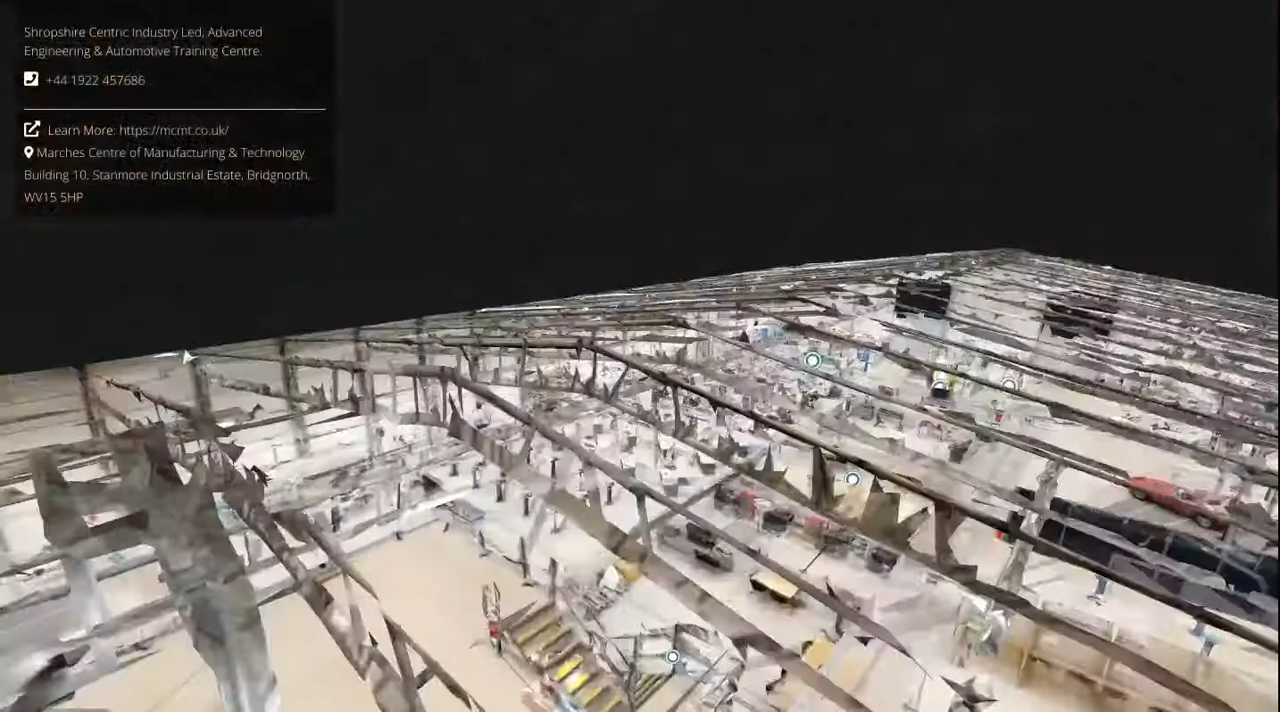 Shropshire Centric Industry Led, Advanced
Engineering & Automotive Training Centre.
+44 1922 457686
Learn More: https://mcmt.co.uk/
Marches Centre of Manufacturing & Technology
Building 10, Stanmore Industrial Estate, Bridgnorth,
WV15 5HP